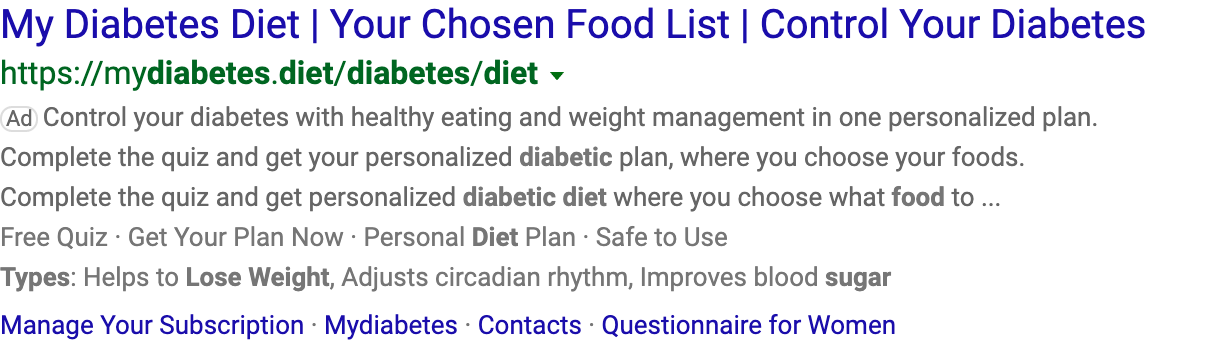 My Diabetes Diet | Your Chosen Food List | Control Your Diabetes
https://mydiabetes.diet/diabetes/diet
Ad Control your diabetes with healthy eating and weight management in one personalized plan.
Complete the quiz and get your personalized diabetic plan, where you choose your foods.
Complete the quiz and get personalized diabetic diet where you choose what food to ...
Free Quiz · Get Your Plan Now · Personal Diet Plan · Safe to Use
Types: Helps to Lose Weight, Adjusts circadian rhythm, Improves blood sugar
Manage Your Subscription · Mydiabetes · Contacts · Questionnaire for Women